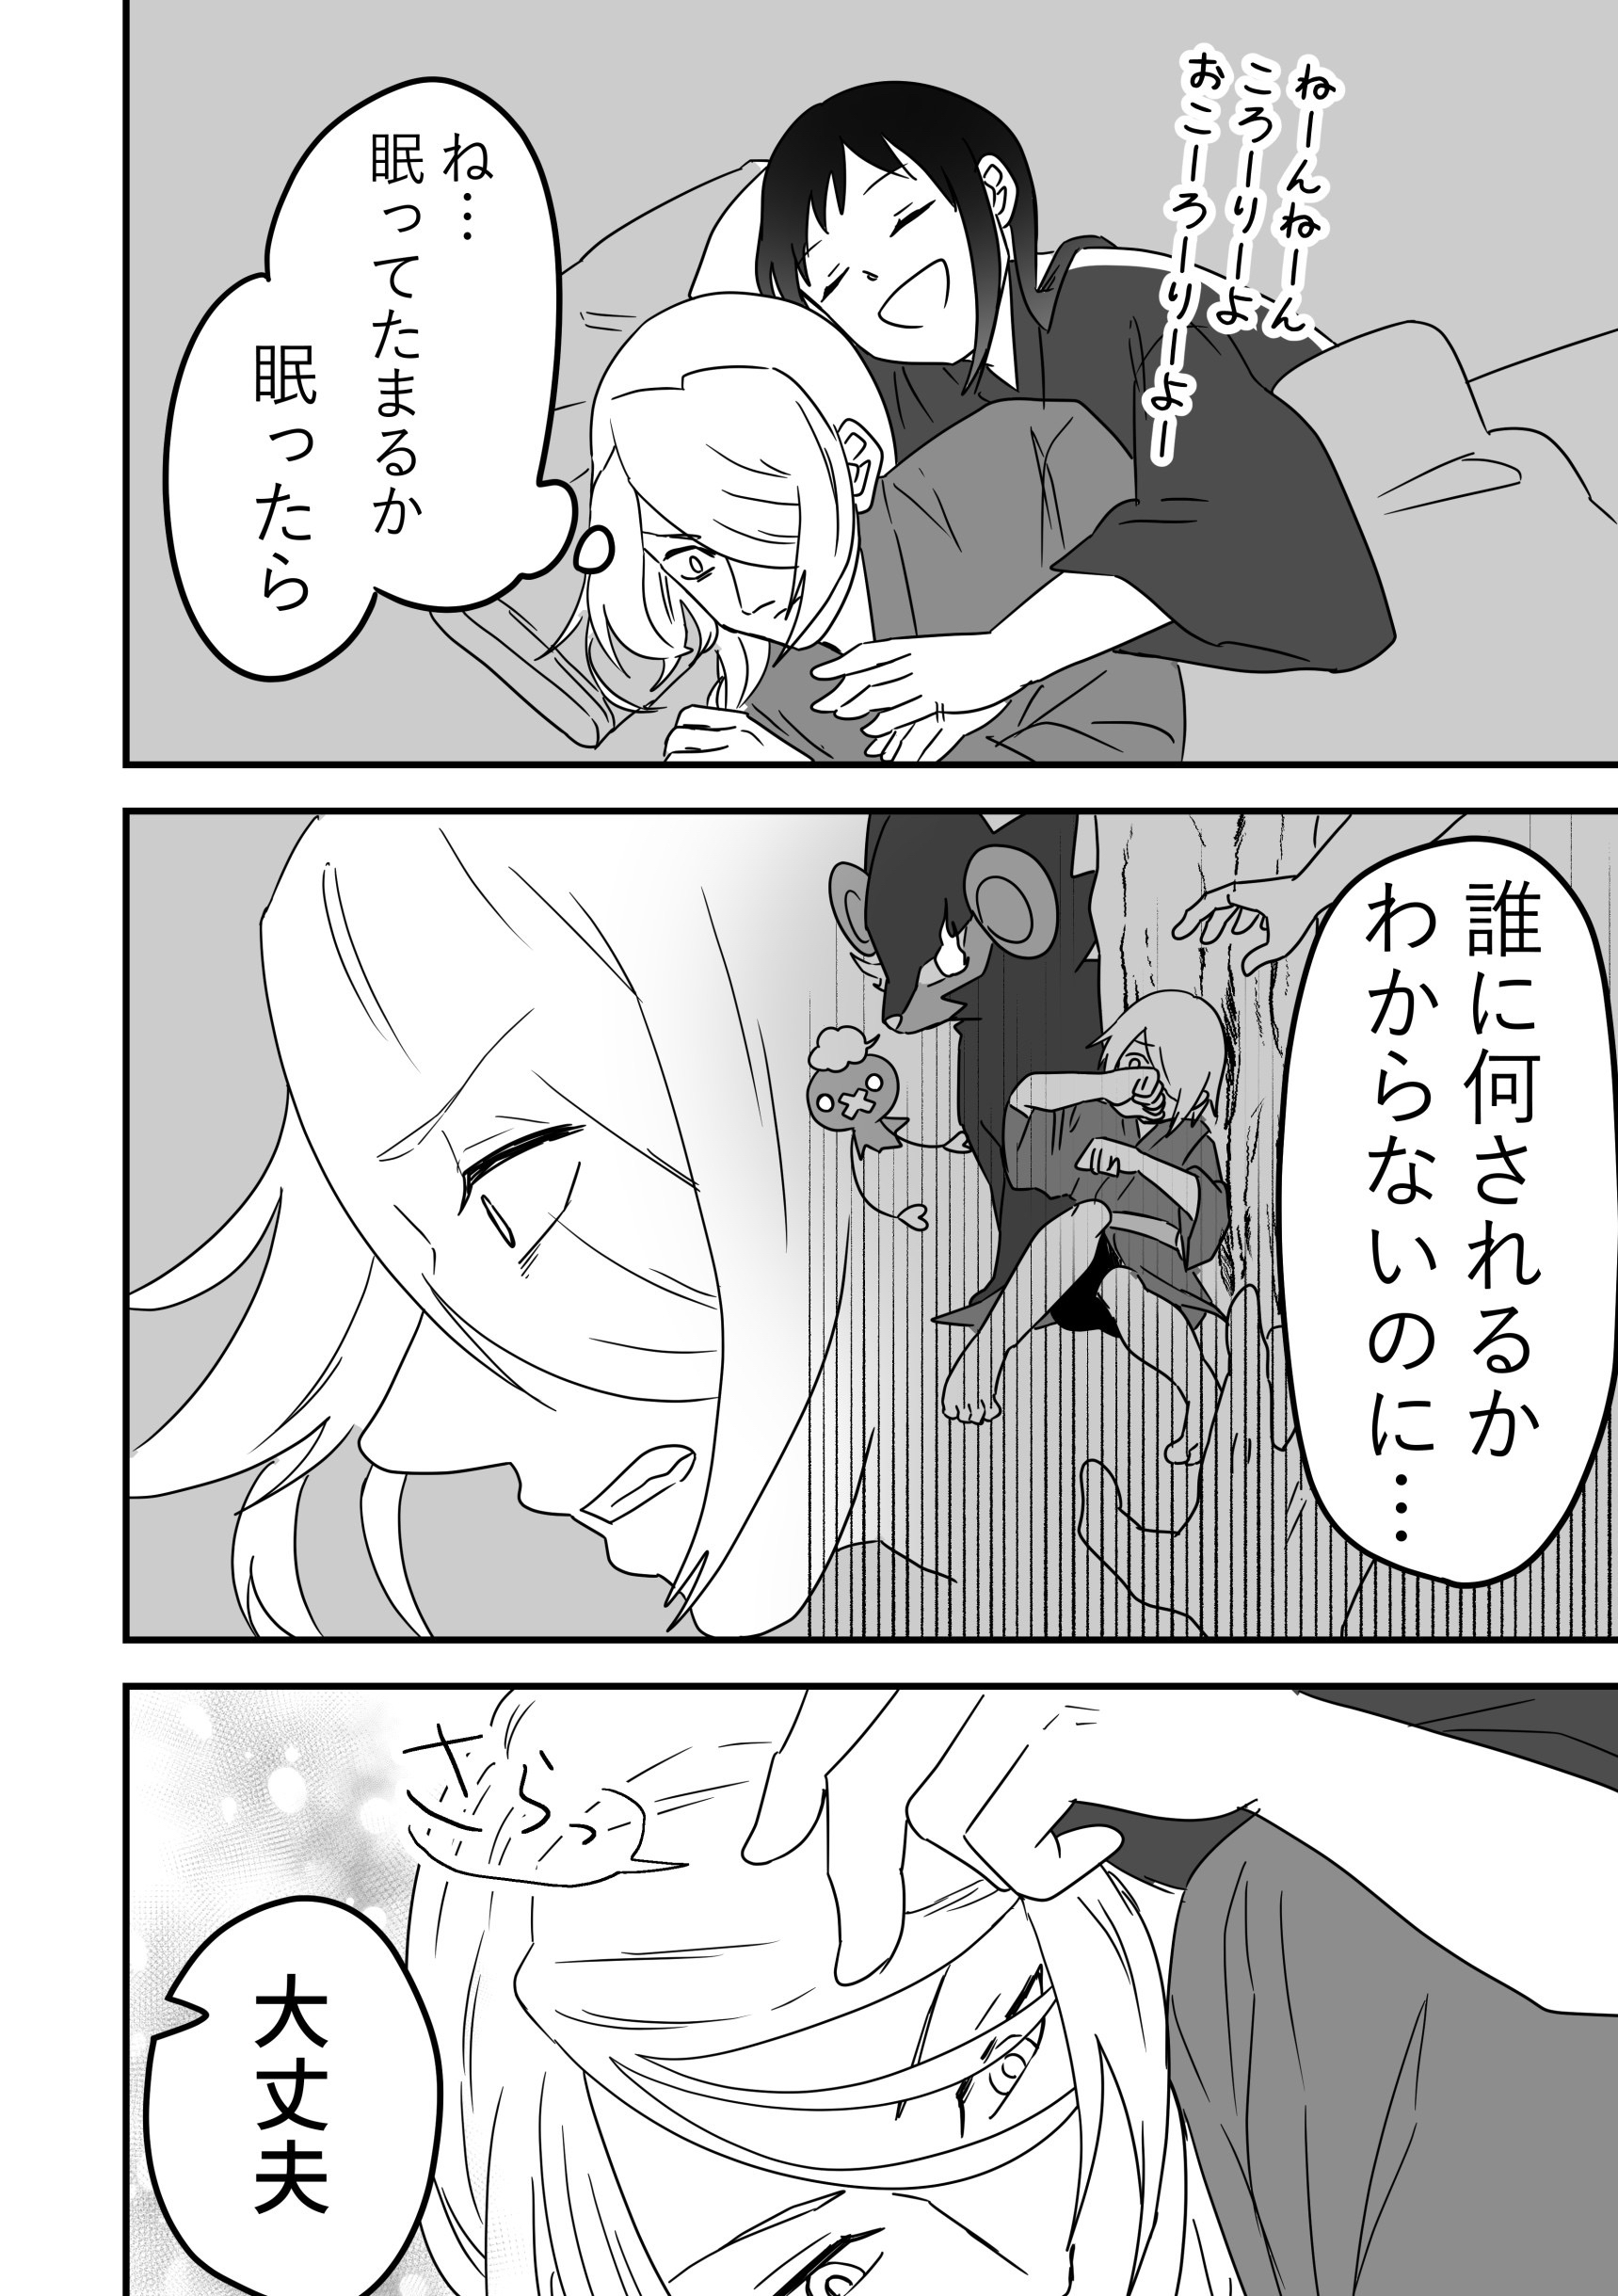 ねーんねーん
ころーりーよ
おこーろーりーよー
ね…
眠ってたまるか
眠ったら
誰に何されるか
わからないのに…
さらっ
大丈夫